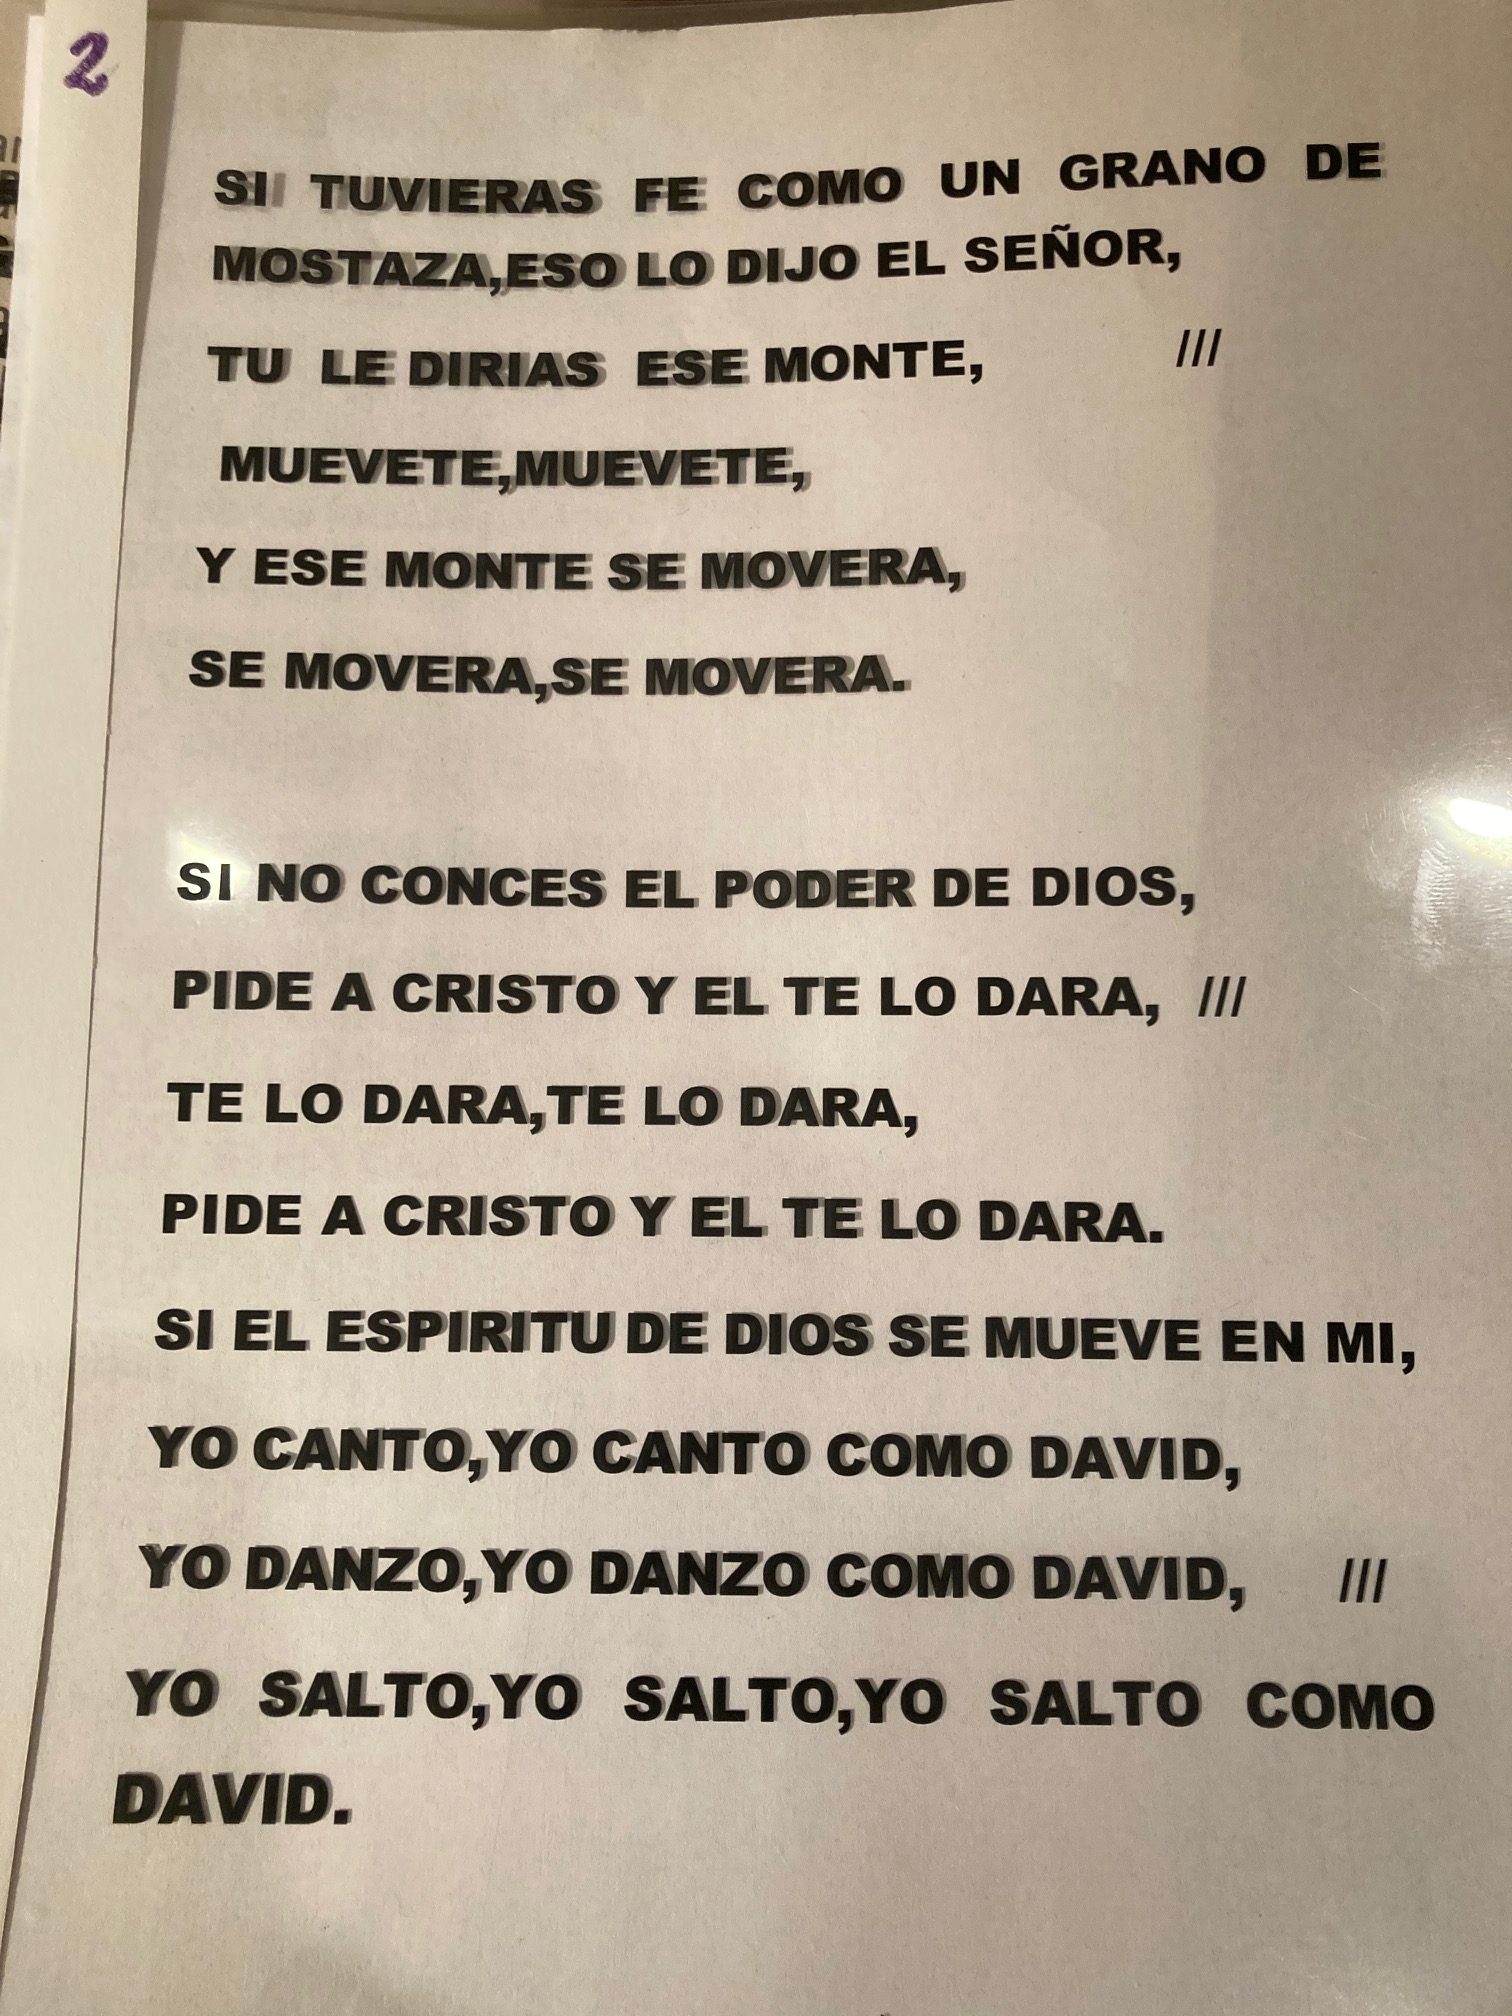 2
SI TUVIERAS FE COMO UN GRANO DE
MOSTAZA,ESO LO DIJO EL SEÑOR,
TU LE DIRIAS ESE MONTE, ///
MUEVETE,MUEVETE,
Y ESE MONTE SE MOVERA,
SE MOVERA,SE MOVERA.
SI NO CONCES EL PODER DE DIOS,
PIDE A CRISTO Y EL TE LO DARA, ///
TE LO DARA,TE LO DARA,
PIDE A CRISTO Y EL TE LO DARA.
SI EL ESPIRITU DE DIOS SE MUEVE EN MI,
YO CANTO,YO CANTO COMO DAVID,
YO DANZO,YO DANZO COMO DAVID, ///
YO SALTO,YO SALTO,YO SALTO COMO
DAVID.